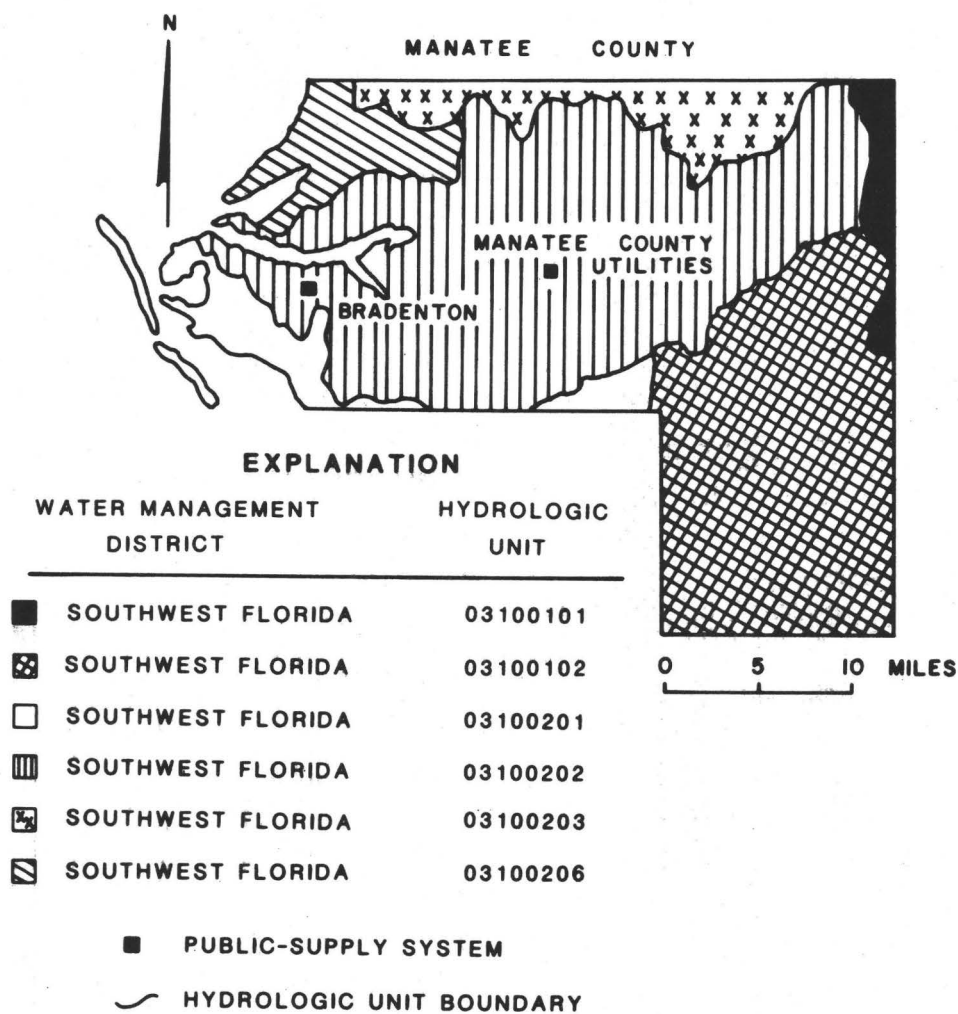 N
MANATEE COUNTY
MANATEE COUNTY
UTILITIES
BRADENTON
EXPLANATION
WATER MANAGEMENT HYDROLOGIC
DISTRICT UNIT
SOUTHWEST FLORIDA 03100101
SOUTHWEST FLORIDA 03100102
SOUTHWEST FLORIDA 03100201
SOUTHWEST FLORIDA 03100202
SOUTHWEST FLORIDA 03100203
SOUTHWEST FLORIDA 03100206
0 5 10 MILES
PUBLIC-SUPPLY SYSTEM
HYDROLOGIC UNIT BOUNDARY